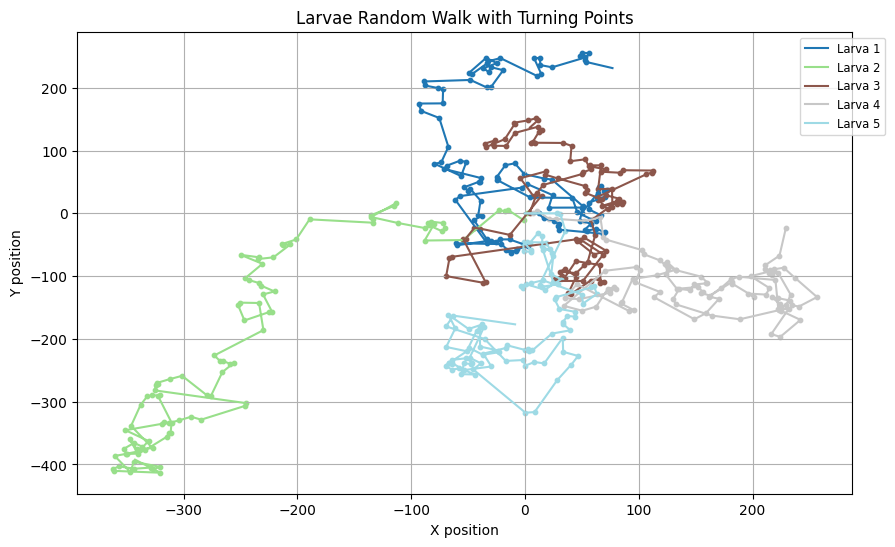 Larvae Random Walk with Turning Points
Larva 1
Larva 2
Larva 3
Larva 4
Larva 5
Y position
200
100
0
−100
−200
−300
−400
−300
−200
−100
0
100
200
X position